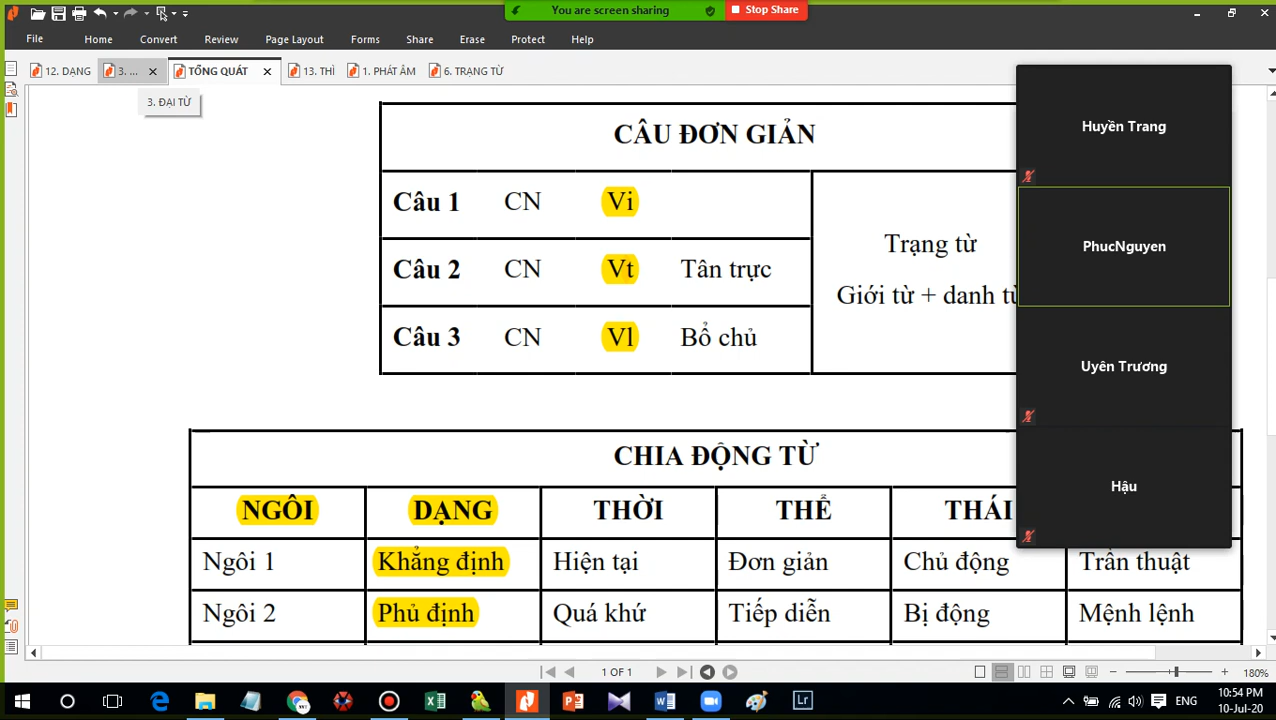 You are screen sharing Stop Share
File Home Convert Review Page Layout Forms Share Erase Protect Help
12. DẠNG 3. ... TỔNG QUÁT 13. THÌ 1. PHÁT ÂM 6. TRẠNG TỪ
3. ĐẠI TỪ
CÂU ĐƠN GIẢN
Câu 1 CN Vi
Câu 2 CN Vt Tân trực
Câu 3 CN Vl Bổ chủ
Trạng từ
Giới từ + danh từ
Huyền Trang
PhucNguyen
Uyên Trương
Hậu
CHIA ĐỘNG TỪ
NGÔI DẠNG THỜI THỂ THÁI
Ngôi 1 Khẳng định Hiện tại Đơn giản Chủ động Trần thuật
Ngôi 2 Phủ định Quá khứ Tiếp diễn Bị động Mệnh lệnh
1 OF 1
180%
Lr
ENG
10:54 PM
10-Jul-20